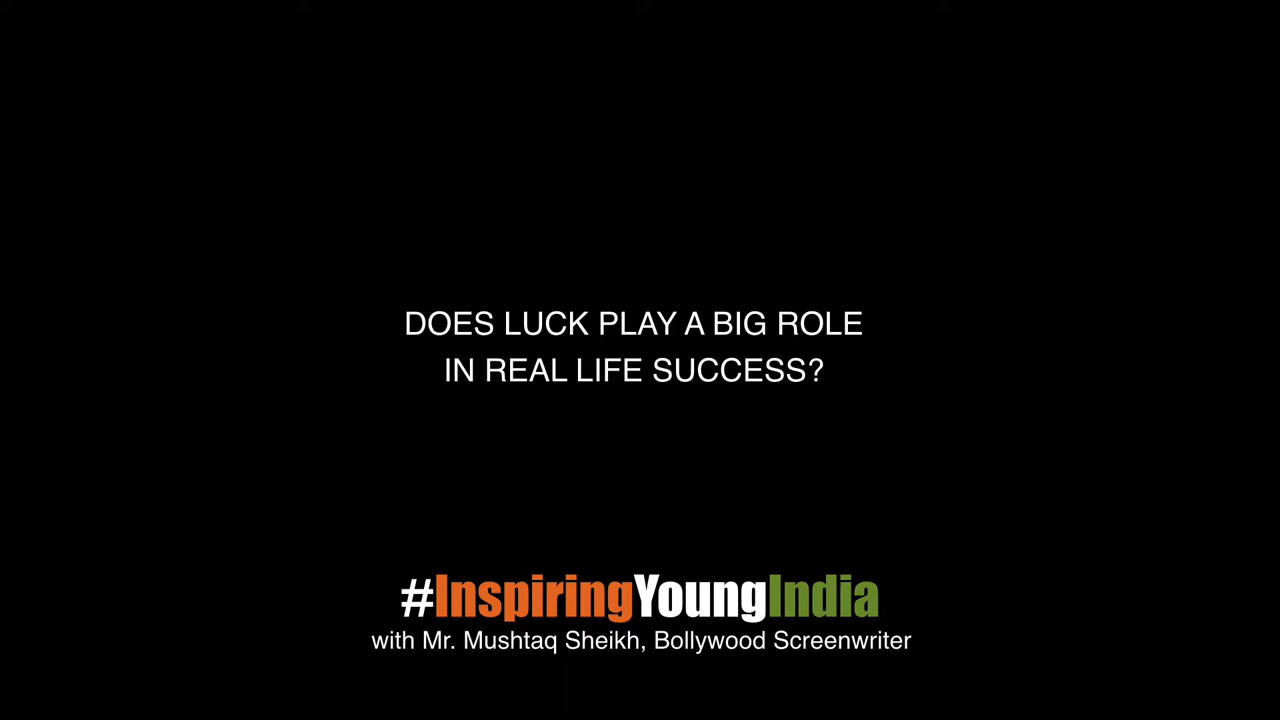 DOES LUCK PLAY A BIG ROLE
IN REAL LIFE SUCCESS?
#InspiringYoungIndia
with Mr. Mushtaq Sheikh, Bollywood Screenwriter